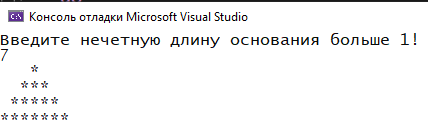 Консоль отладки Microsoft Visual Studio
Введите нечетную длину основания больше 1!
7
   *
  ***
 *****
*******